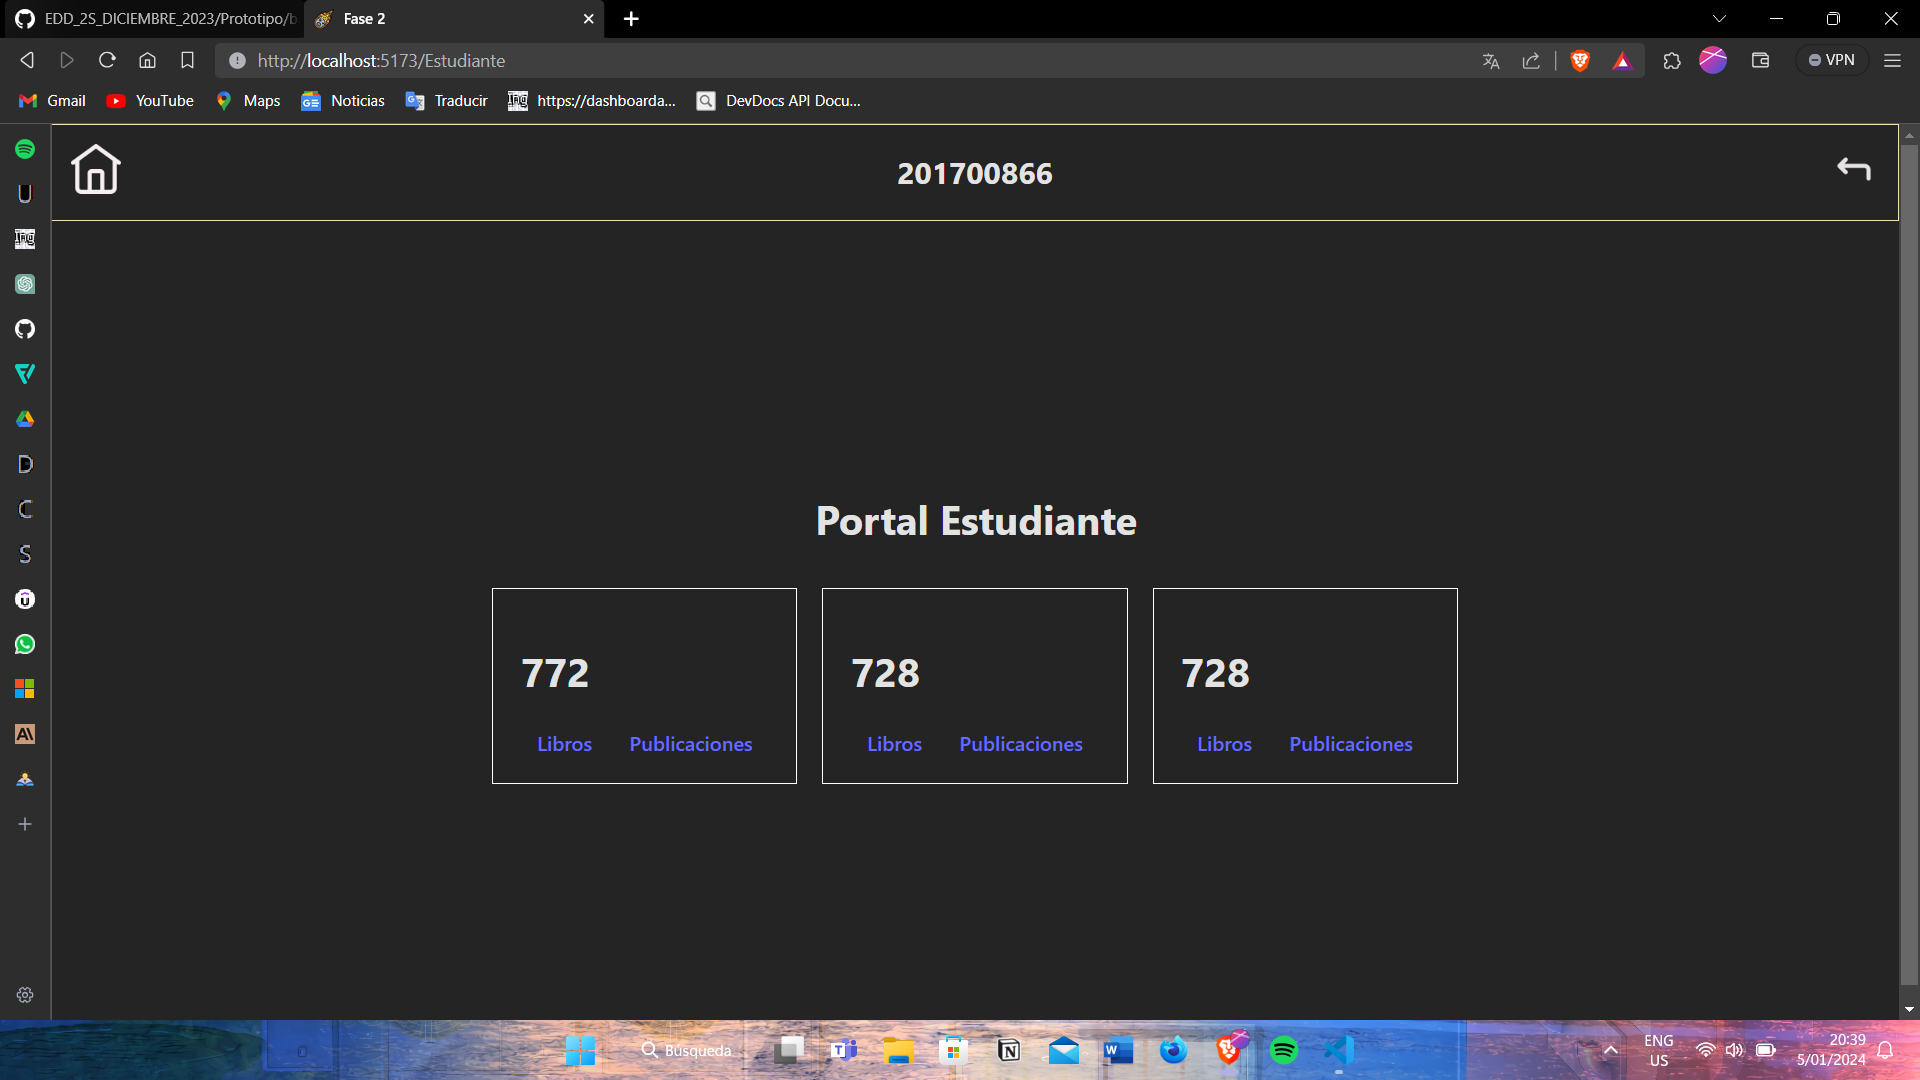 EDD_2S_DICIEMBRE_2023/Prototipo/b
Fase 2
http://localhost:5173/Estudiante
VPN
Gmail
YouTube
Maps
Noticias
Traducir
https://dashboarda...
DevDocs API Docu...
201700866
Portal Estudiante
772
728
728
Libros Publicaciones
Libros Publicaciones
Libros Publicaciones
Búsqueda
ENG
US
20:39
5/01/2024